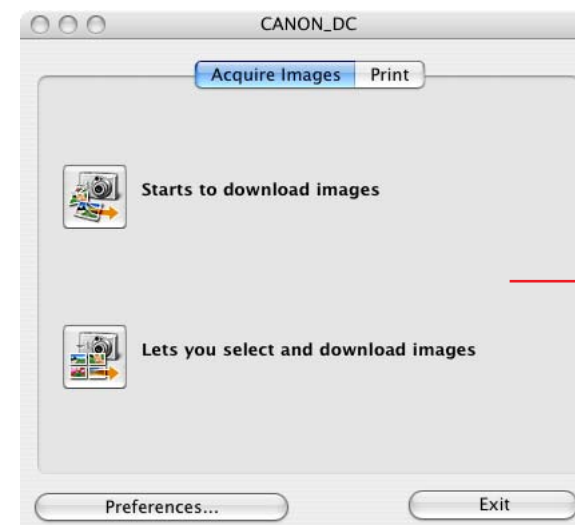 CANON_DC
Acquire Images Print
Starts to download images
Lets you select and download images
Preferences... Exit